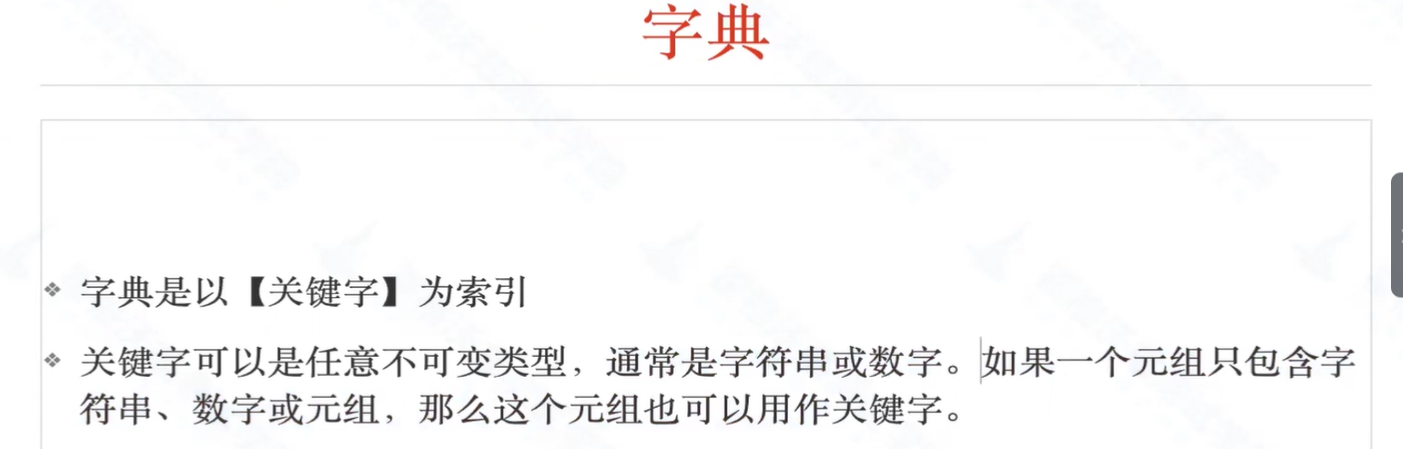 字典
❖ 字典是以【关键字】为索引
❖ 关键字可以是任意不可变类型，通常是字符串或数字。如果一个元组只包含字
符串、数字或元组，那么这个元组也可以用作关键字。